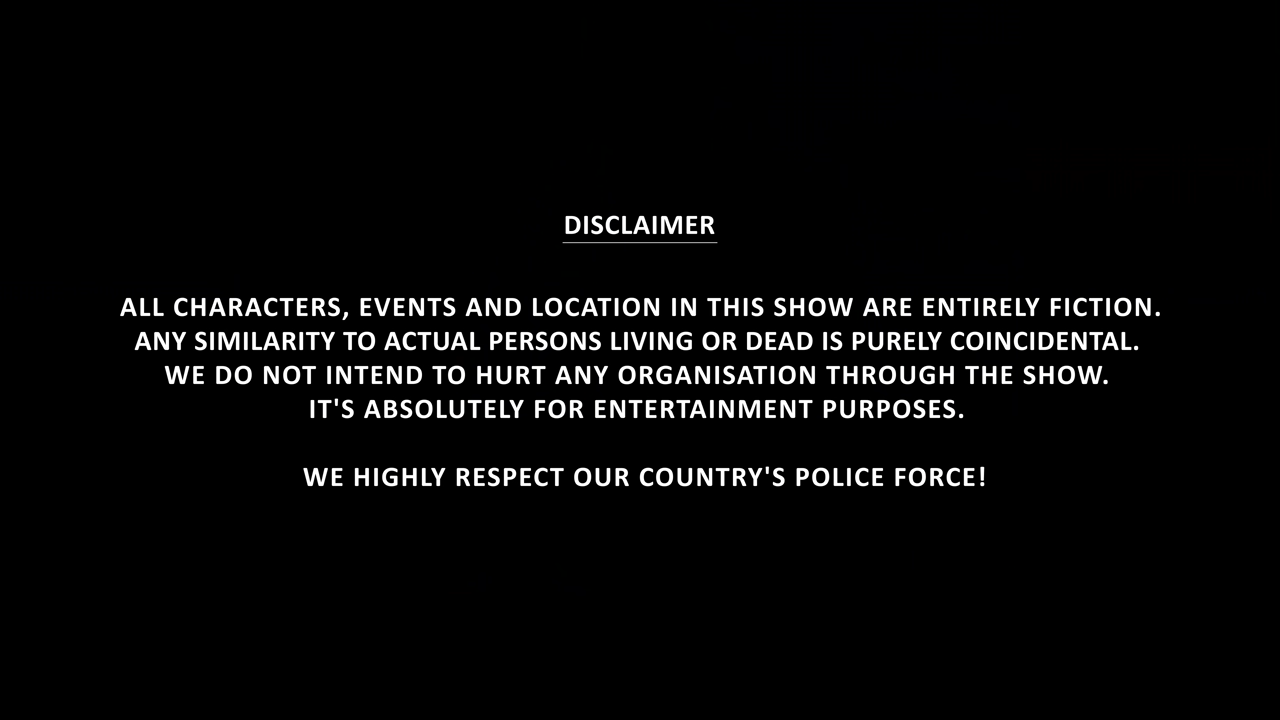 DISCLAIMER
ALL CHARACTERS, EVENTS AND LOCATION IN THIS SHOW ARE ENTIRELY FICTION.
ANY SIMILARITY TO ACTUAL PERSONS LIVING OR DEAD IS PURELY COINCIDENTAL.
WE DO NOT INTEND TO HURT ANY ORGANISATION THROUGH THE SHOW.
IT'S ABSOLUTELY FOR ENTERTAINMENT PURPOSES.
WE HIGHLY RESPECT OUR COUNTRY'S POLICE FORCE!